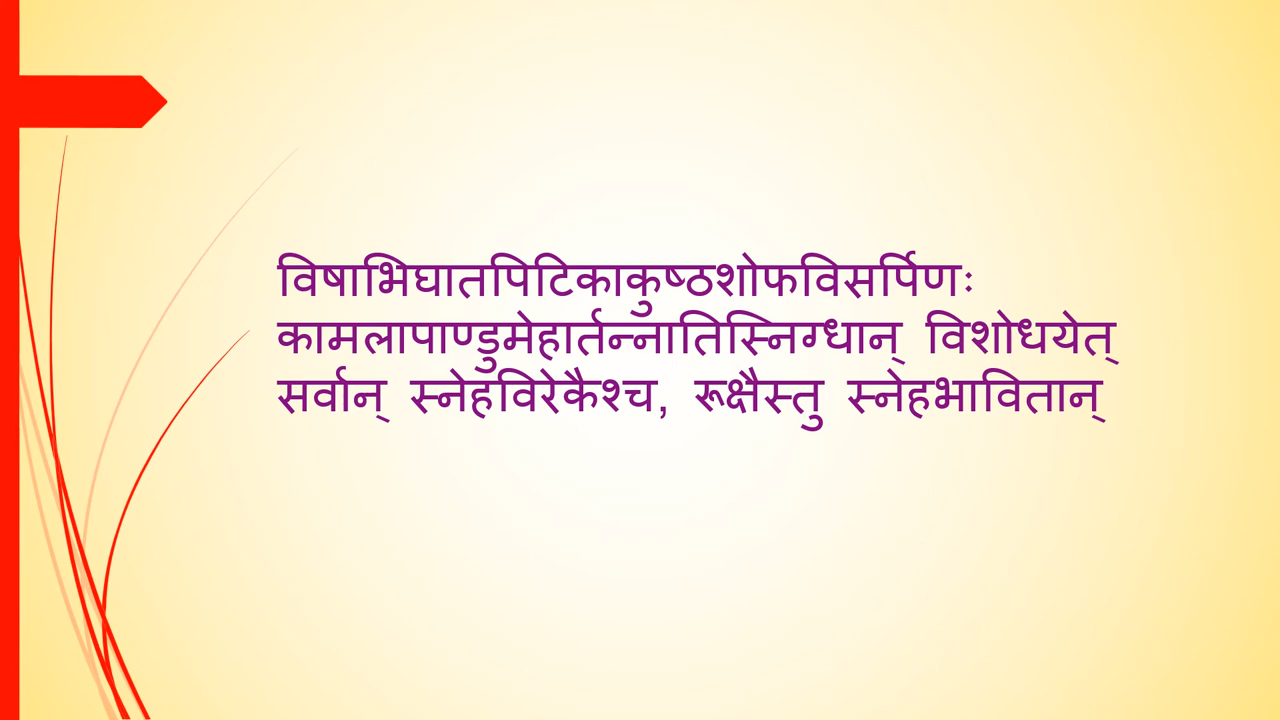 विषाभिघातपिटिकाकुष्ठशोफविसर्पिणः
कामलापाण्डुमेहार्तन्नातिस्निग्धान् विशोधयेत्
सर्वान् स्नेहविरेकैश्च, रूक्षैस्तु स्नेहभावितान्